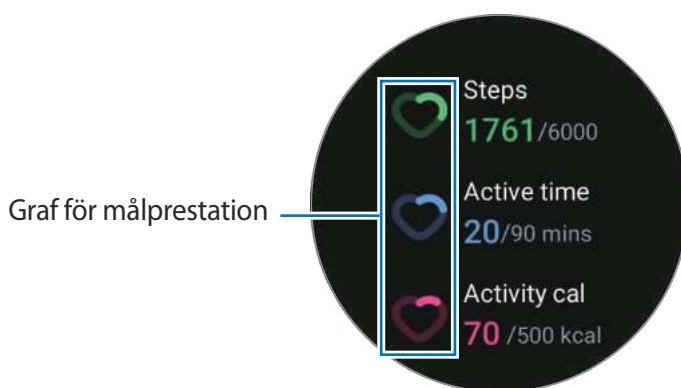 Graf för målprestation
Steps
1761/6000
Active time
20/90 mins
Activity cal
70 /500 kcal